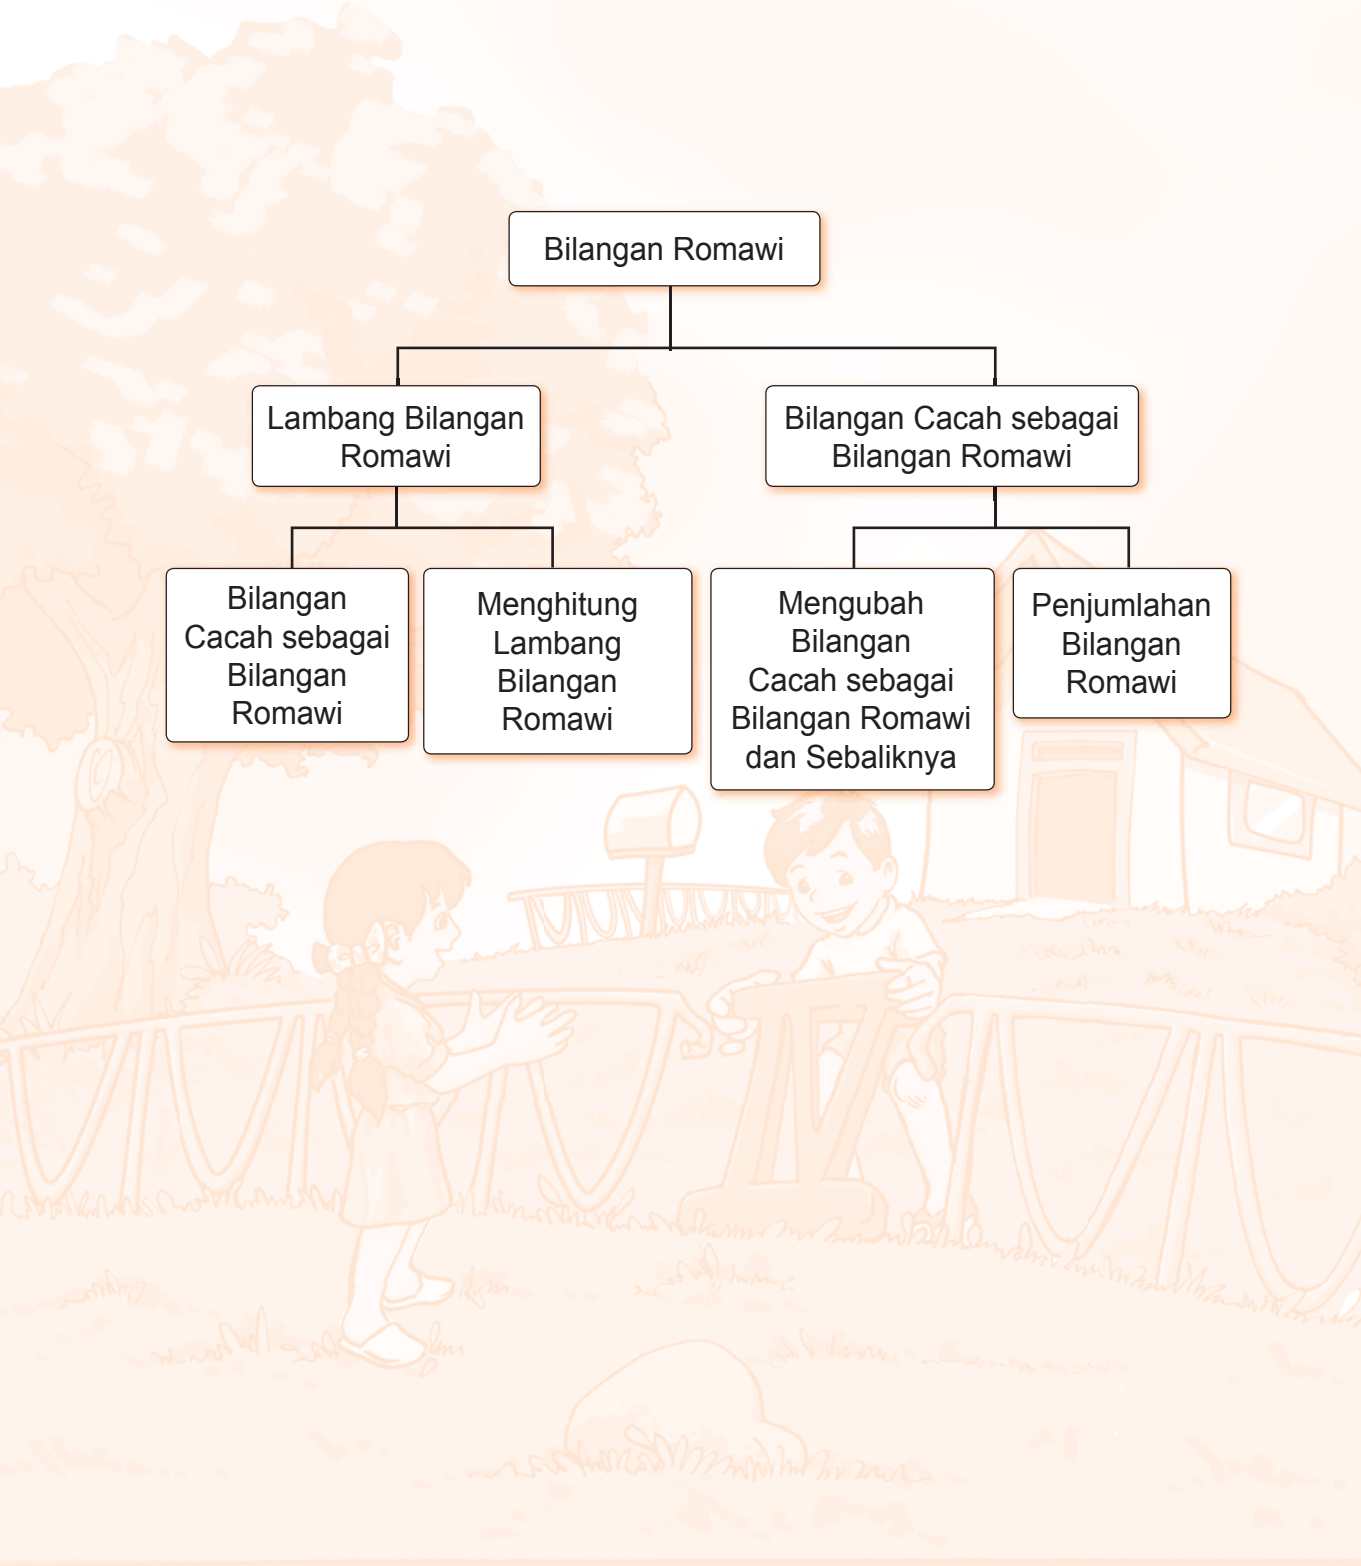 Bilangan Romawi
Lambang Bilangan
Romawi
Bilangan Cacah sebagai
Bilangan Romawi
Bilangan
Cacah sebagai
Bilangan
Romawi
Menghitung
Lambang
Bilangan
Romawi
Mengubah
Bilangan
Cacah sebagai
Bilangan Romawi
dan Sebaliknya
Penjumlahan
Bilangan
Romawi
IV